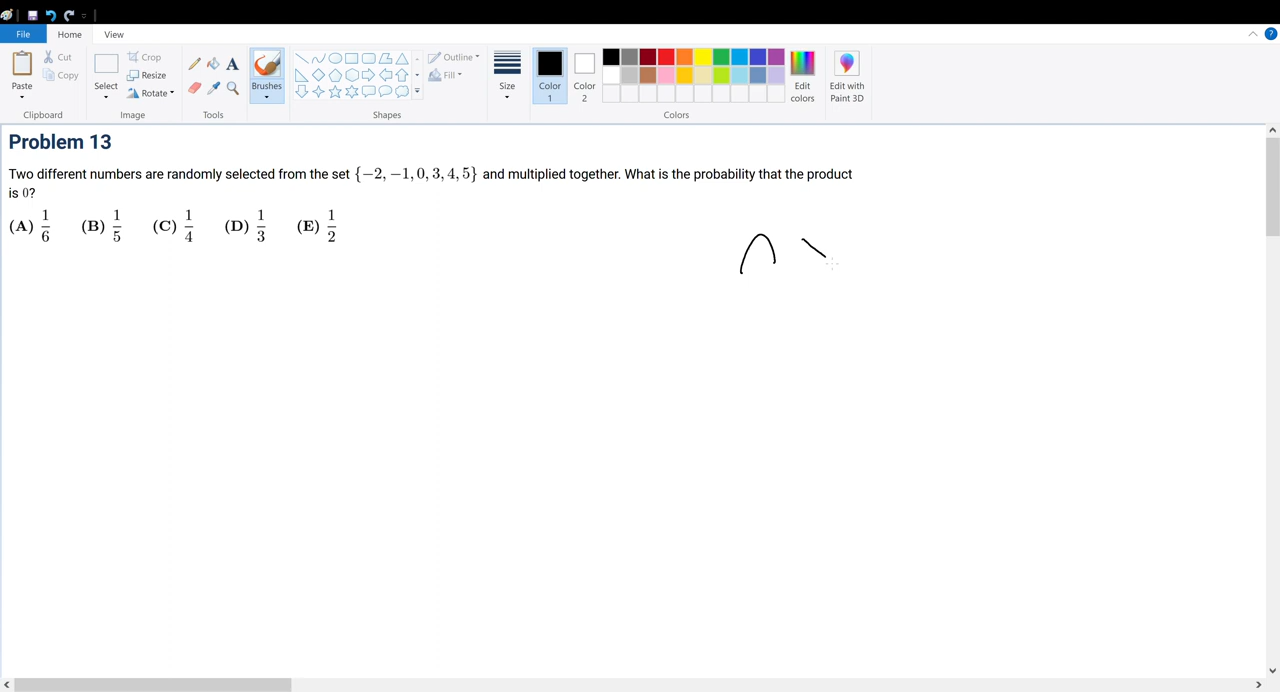 File Home View
Cut
Copy
Paste
Clipboard
Select
Crop
Resize
Rotate
Image
Tools
Brushes
Outline
Fill
Shapes
Size
Color 1
Color 2
Edit colors
Colors
Edit with Paint 3D
Problem 13
Two different numbers are randomly selected from the set {−2, −1, 0, 3, 4, 5} and multiplied together. What is the probability that the product
is 0?
(A) 1/6 (B) 1/5 (C) 1/4 (D) 1/3 (E) 1/2